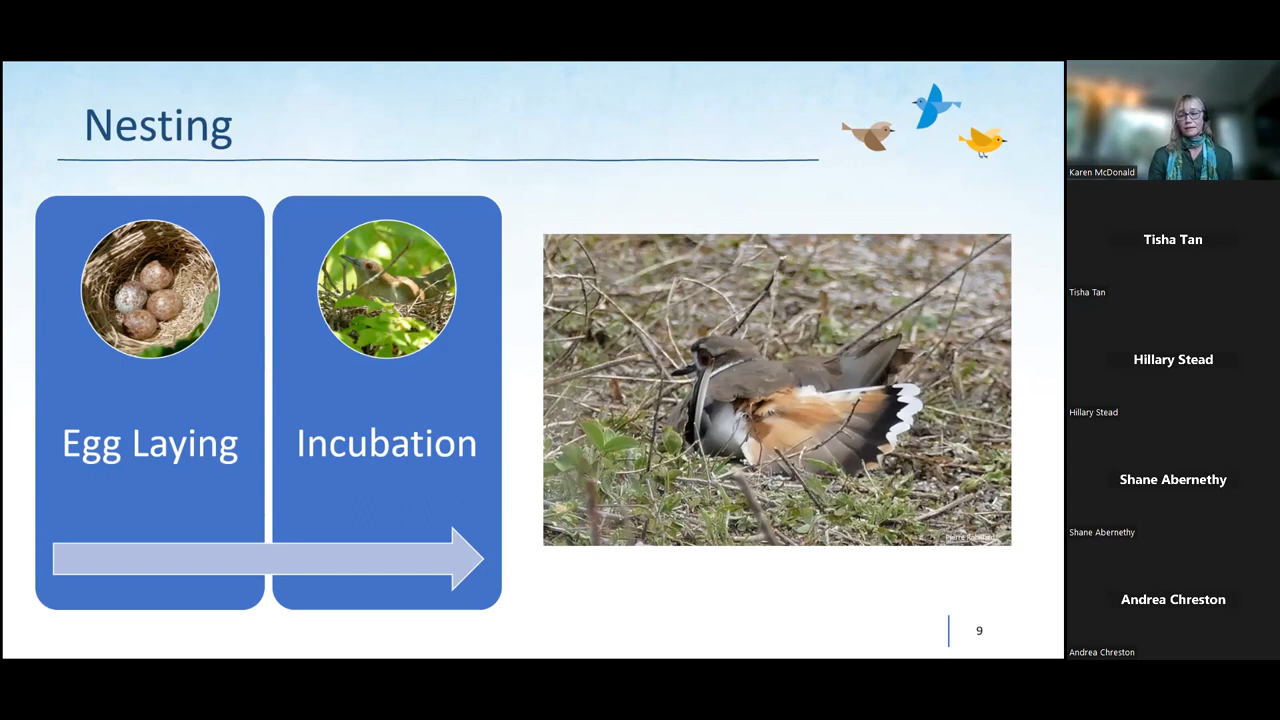 Nesting
Egg Laying
Incubation
9
Karen McDonald
Tisha Tan
Tisha Tan
Hillary Stead
Hillary Stead
Shane Abernethy
Shane Abernethy
Andrea Chreston
Andrea Chreston